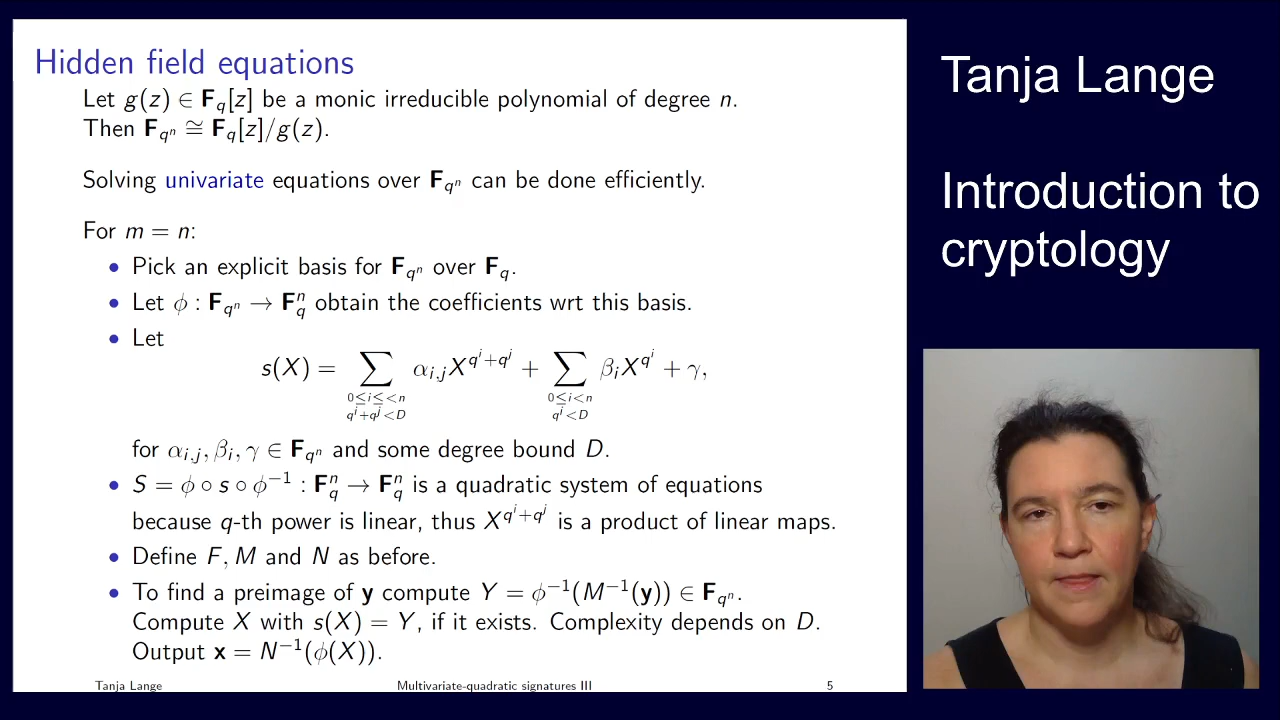 Hidden field equations
Let g(z) ∈ F_q[z] be a monic irreducible polynomial of degree n.
Then F_{q^n} ≅ F_q[z]/g(z).
Solving univariate equations over F_{q^n} can be done efficiently.
For m = n:
• Pick an explicit basis for F_{q^n} over F_q.
• Let ϕ : F_{q^n} → F_q^n obtain the coefficients wrt this basis.
• Let
s(X) = ∑_{0≤i≤<n, q^i+q^j<D} α_{i,j} X^{q^i+q^j} + ∑_{0≤i<n, q^i<D} β_i X^{q^i} + γ,
for α_{i,j}, β_i, γ ∈ F_{q^n} and some degree bound D.
• S = ϕ ∘ s ∘ ϕ^{−1} : F_q^n → F_q^n is a quadratic system of equations
because q-th power is linear, thus X^{q^i+q^j} is a product of linear maps.
• Define F, M and N as before.
• To find a preimage of y compute Y = ϕ^{−1}(M^{−1}(y)) ∈ F_{q^n}.
Compute X with s(X) = Y, if it exists. Complexity depends on D.
Output x = N^{−1}(ϕ(X)).
Tanja Lange Multivariate-quadratic signatures III 5
Tanja Lange
Introduction to
cryptology